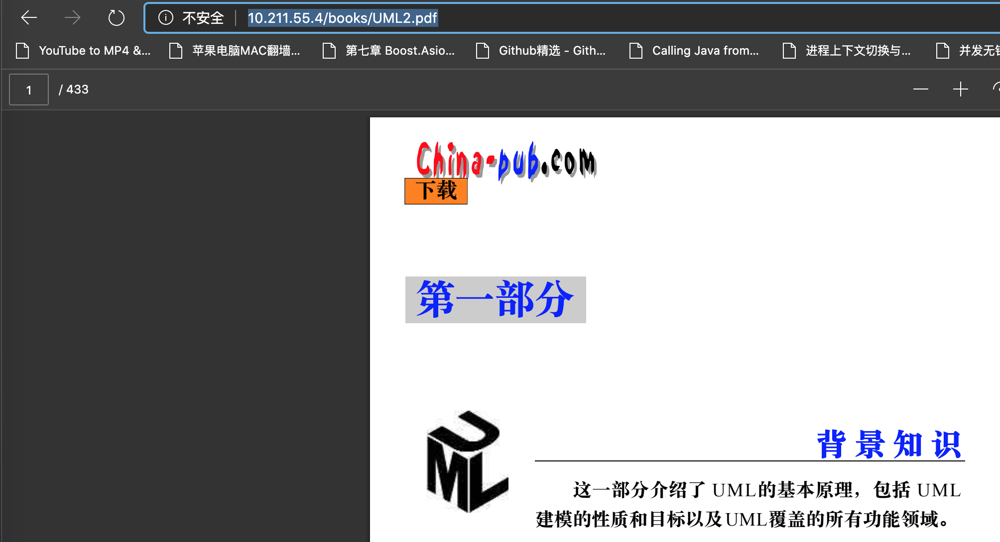 不安全 10.211.55.4/books/UML2.pdf
YouTube to MP4 &... 苹果电脑MAC翻墙... 第七章 Boost.Asio... Github精选 - Gith... Calling Java from... 进程上下文切换与... 并发无
1 / 433
China-pub.com
下载
第一部分
UML
背景知识
这一部分介绍了 UML的基本原理，包括 UML
建模的性质和目标以及UML覆盖的所有功能领域。